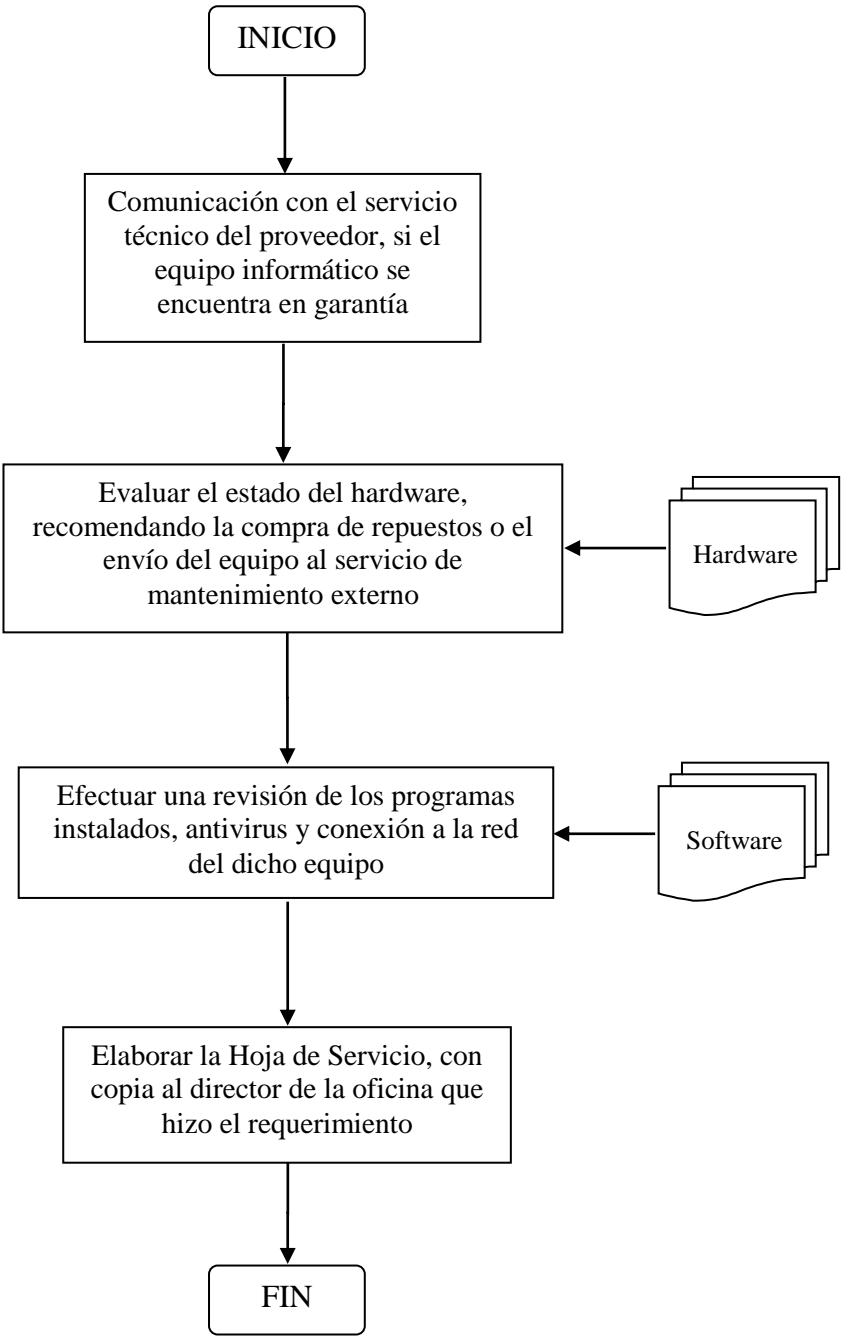 INICIO
Comunicación con el servicio
técnico del proveedor, si el
equipo informático se
encuentra en garantía
Evaluar el estado del hardware,
recomendando la compra de repuestos o el
envío del equipo al servicio de
mantenimiento externo
Hardware
Efectuar una revisión de los programas
instalados, antivirus y conexión a la red
del dicho equipo
Software
Elaborar la Hoja de Servicio, con
copia al director de la oficina que
hizo el requerimiento
FIN